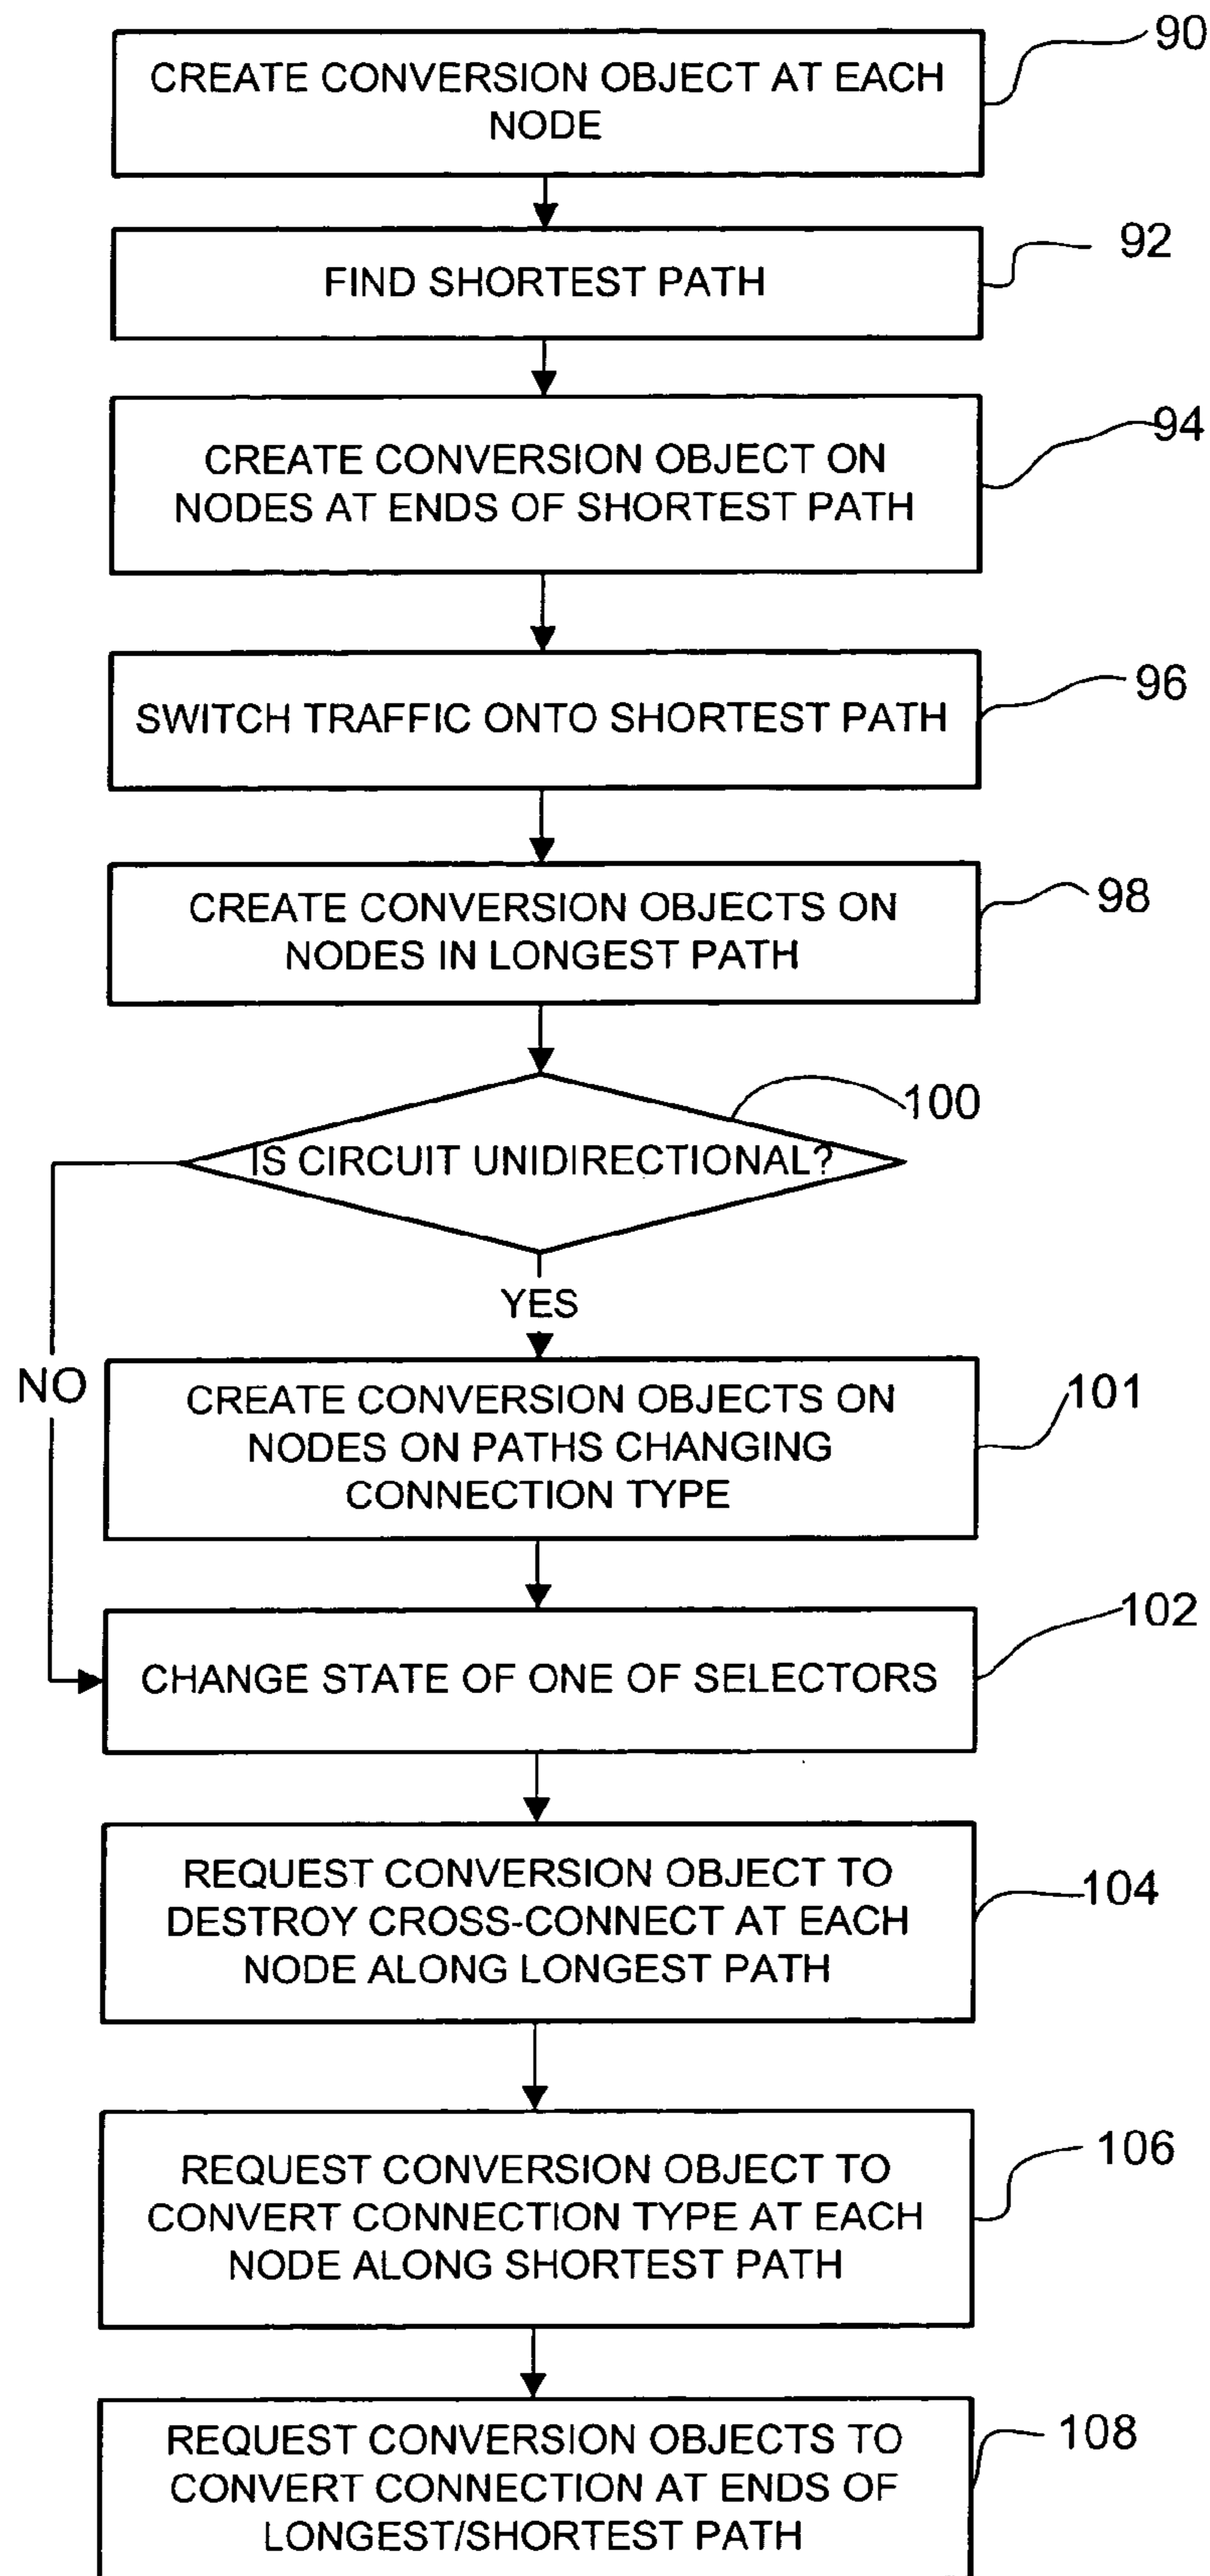 90
CREATE CONVERSION OBJECT AT EACH
NODE
92
FIND SHORTEST PATH
94
CREATE CONVERSION OBJECT ON
NODES AT ENDS OF SHORTEST PATH
96
SWITCH TRAFFIC ONTO SHORTEST PATH
98
CREATE CONVERSION OBJECTS ON
NODES IN LONGEST PATH
100
IS CIRCUIT UNIDIRECTIONAL?
YES
NO
101
CREATE CONVERSION OBJECTS ON
NODES ON PATHS CHANGING
CONNECTION TYPE
102
CHANGE STATE OF ONE OF SELECTORS
104
REQUEST CONVERSION OBJECT TO
DESTROY CROSS-CONNECT AT EACH
NODE ALONG LONGEST PATH
106
REQUEST CONVERSION OBJECT TO
CONVERT CONNECTION TYPE AT EACH
NODE ALONG SHORTEST PATH
108
REQUEST CONVERSION OBJECTS TO
CONVERT CONNECTION AT ENDS OF
LONGEST/SHORTEST PATH